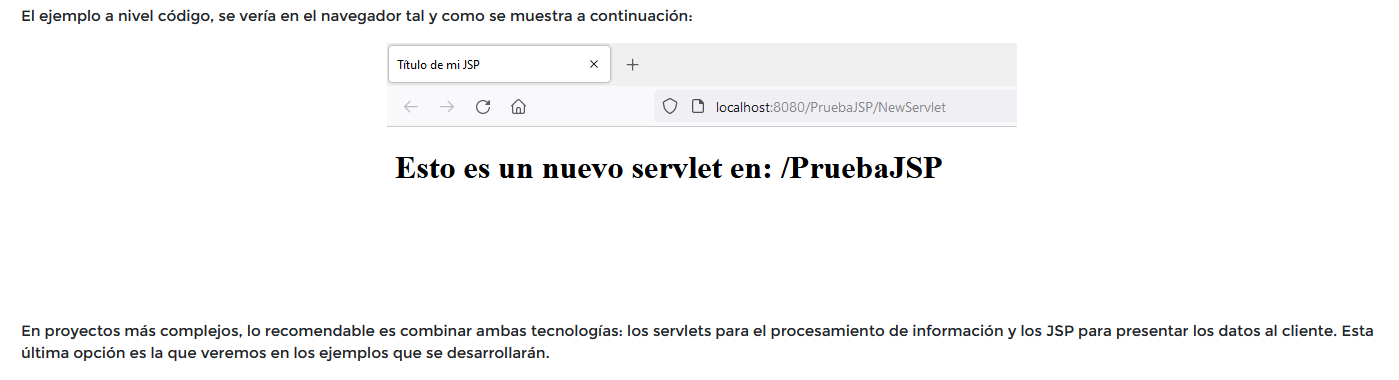 El ejemplo a nivel código, se vería en el navegador tal y como se muestra a continuación:
Título de mi JSP
localhost:8080/PruebaJSP/NewServlet
Esto es un nuevo servlet en: /PruebaJSP
En proyectos más complejos, lo recomendable es combinar ambas tecnologías: los servlets para el procesamiento de información y los JSP para presentar los datos al cliente. Esta
última opción es la que veremos en los ejemplos que se desarrollarán.